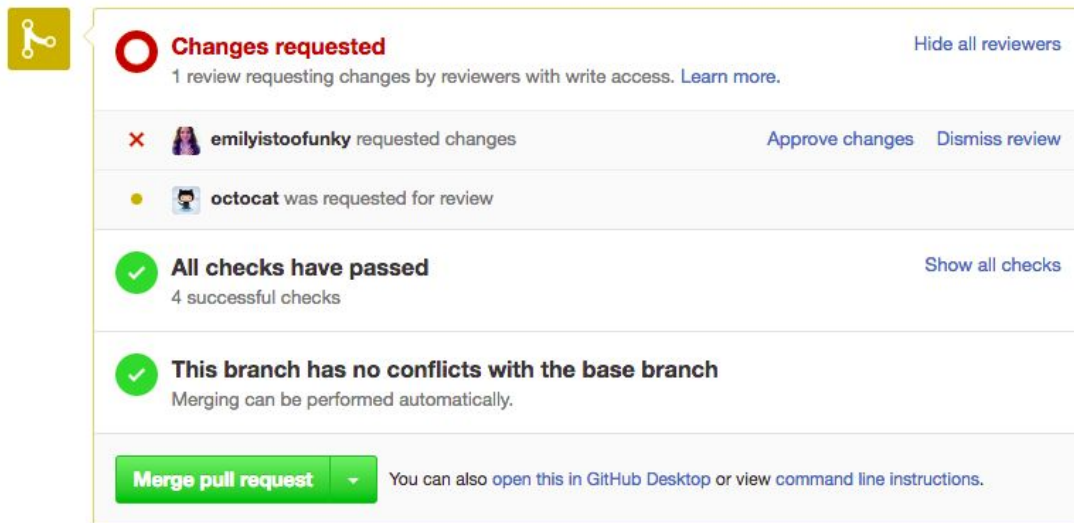 Changes requested
Hide all reviewers
1 review requesting changes by reviewers with write access. Learn more.
emilyistoofunky requested changes
Approve changes
Dismiss review
octocat was requested for review
All checks have passed
Show all checks
4 successful checks
This branch has no conflicts with the base branch
Merging can be performed automatically.
Merge pull request
You can also open this in GitHub Desktop or view command line instructions.